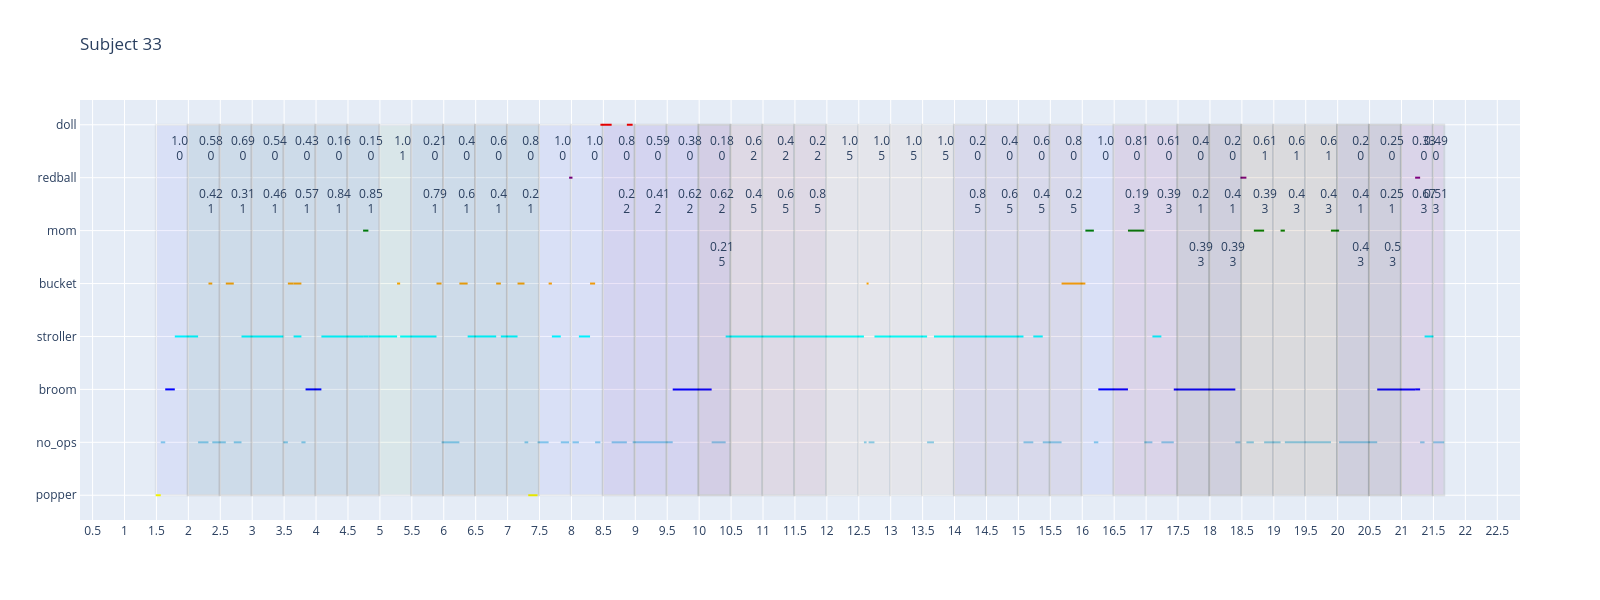 Subject 33
doll
1.0 0.58 0.69 0.54 0.43 0.16 0.15 1.0 0.21 0.4 0.6 0.8 1.0 1.0 0.8 0.59 0.38 0.18 0.6 0.4 0.2 1.0 1.0 1.0 1.0 0.2 0.4 0.6 0.8 1.0 0.81 0.61 0.4 0.2 0.61 0.6 0.6 0.2 0.25 0.33 0.49
0 0 0 0 0 0 0 1 0 0 0 0 0 0 0 0 0 0 2 2 2 5 5 5 5 0 0 0 0 0 0 0 0 0 1 1 1 0 0 0 0
redball
0.42 0.31 0.46 0.57 0.84 0.85 0.79 0.6 0.4 0.2 0.2 0.41 0.62 0.62 0.4 0.6 0.8 0.8 0.6 0.4 0.2 0.19 0.39 0.2 0.4 0.39 0.4 0.4 0.4 0.25 0.67 0.51
1 1 1 1 1 1 1 1 1 1 2 2 2 2 5 5 5 5 5 5 5 3 3 1 1 3 3 3 1 1 3 3
mom
0.21 0.39 0.39 0.4 0.5
5 3 3 3 3
bucket
stroller
broom
no_ops
popper
0.5 1 1.5 2 2.5 3 3.5 4 4.5 5 5.5 6 6.5 7 7.5 8 8.5 9 9.5 10 10.5 11 11.5 12 12.5 13 13.5 14 14.5 15 15.5 16 16.5 17 17.5 18 18.5 19 19.5 20 20.5 21 21.5 22 22.5